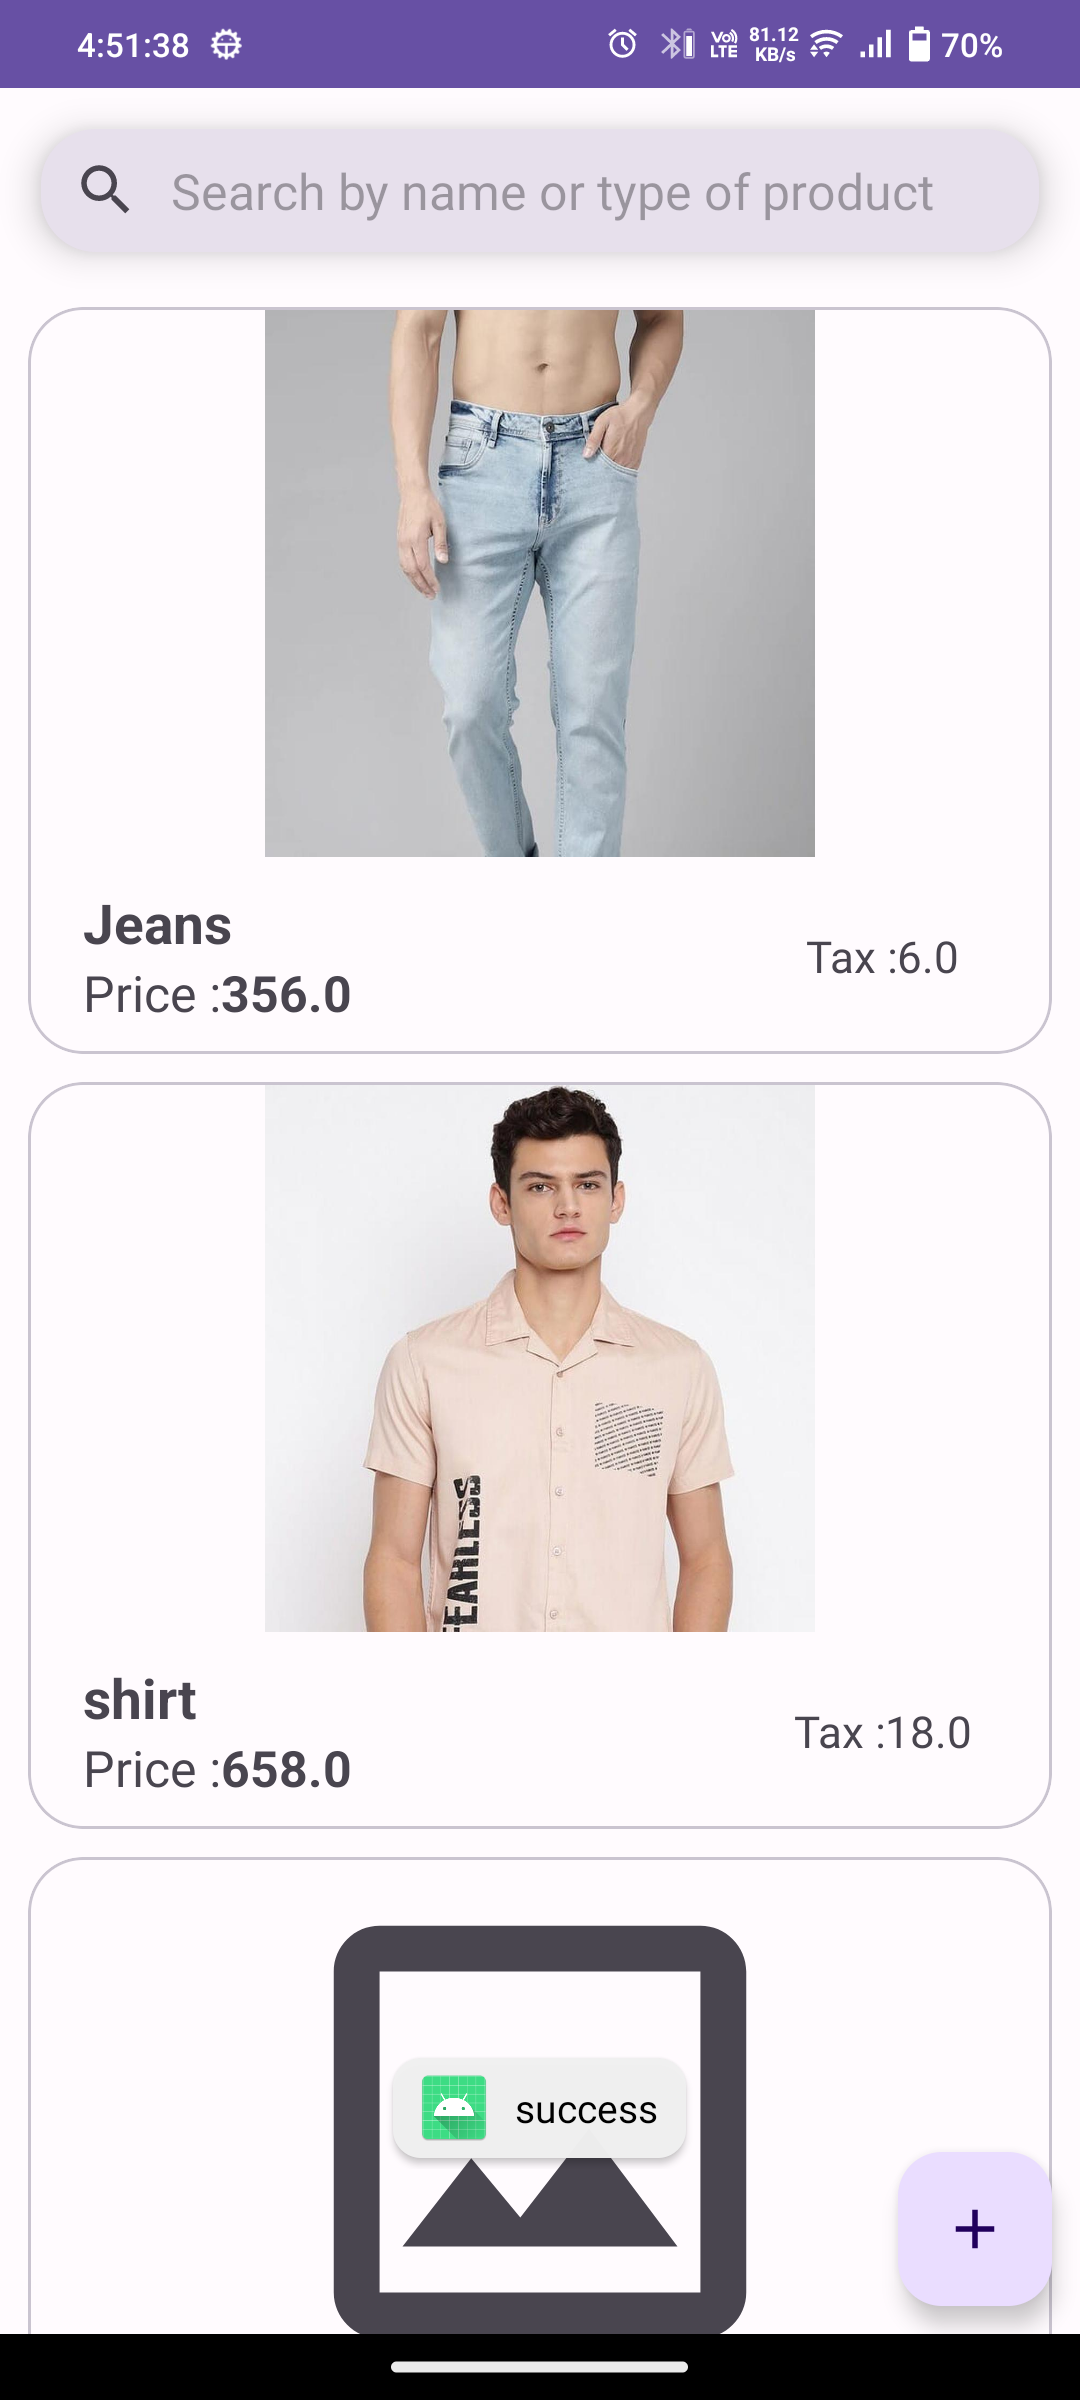 4:51:38
Vo)) LTE 81.12 KB/s 70%
Search by name or type of product
Jeans
Price :356.0
Tax :6.0
FEARLESS
shirt
Price :658.0
Tax :18.0
success